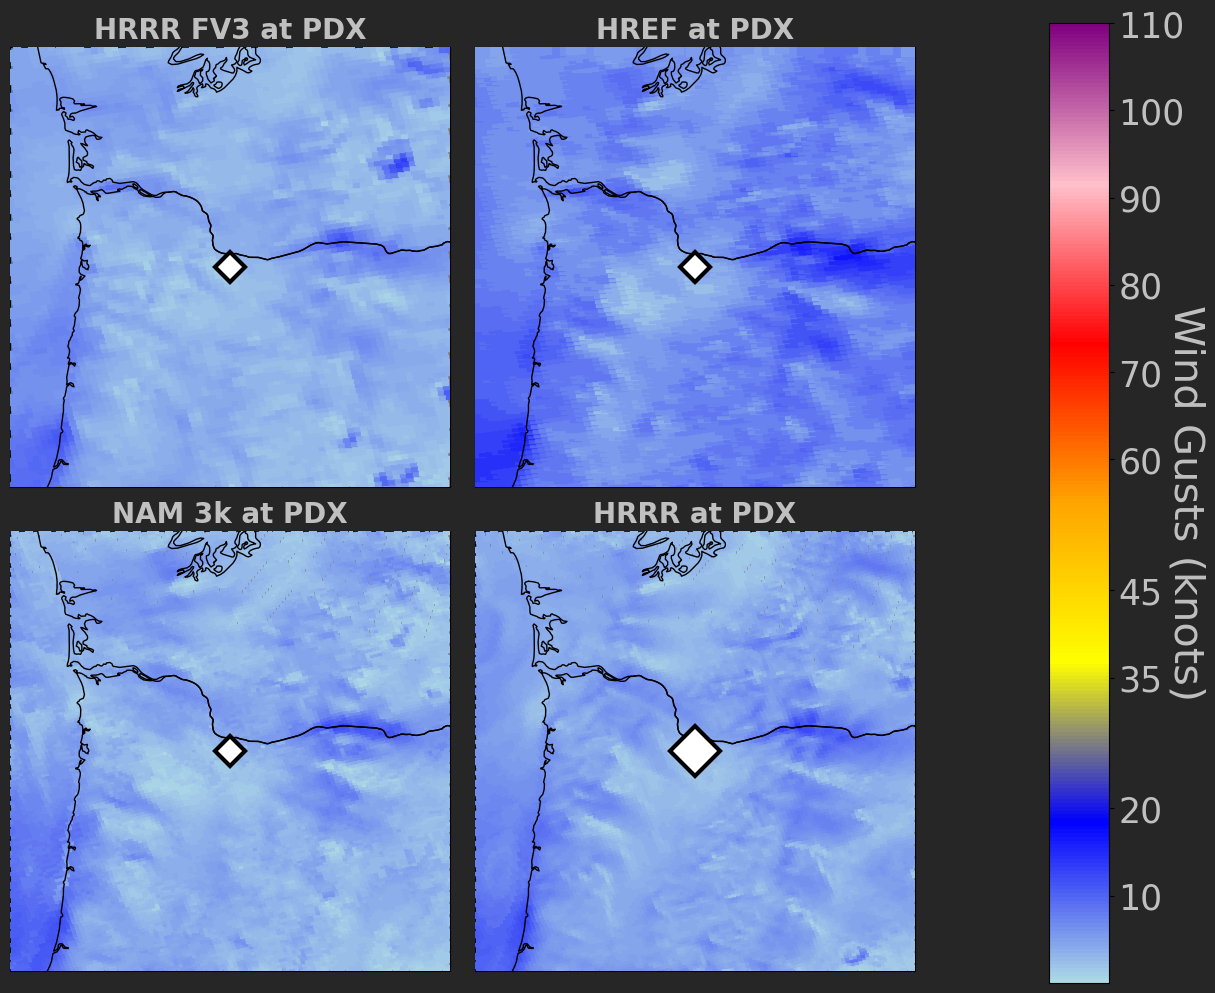 HRRR FV3 at PDX
HREF at PDX
NAM 3k at PDX
HRRR at PDX
110
100
90
80
70
60
45
35
20
10
Wind Gusts (knots)